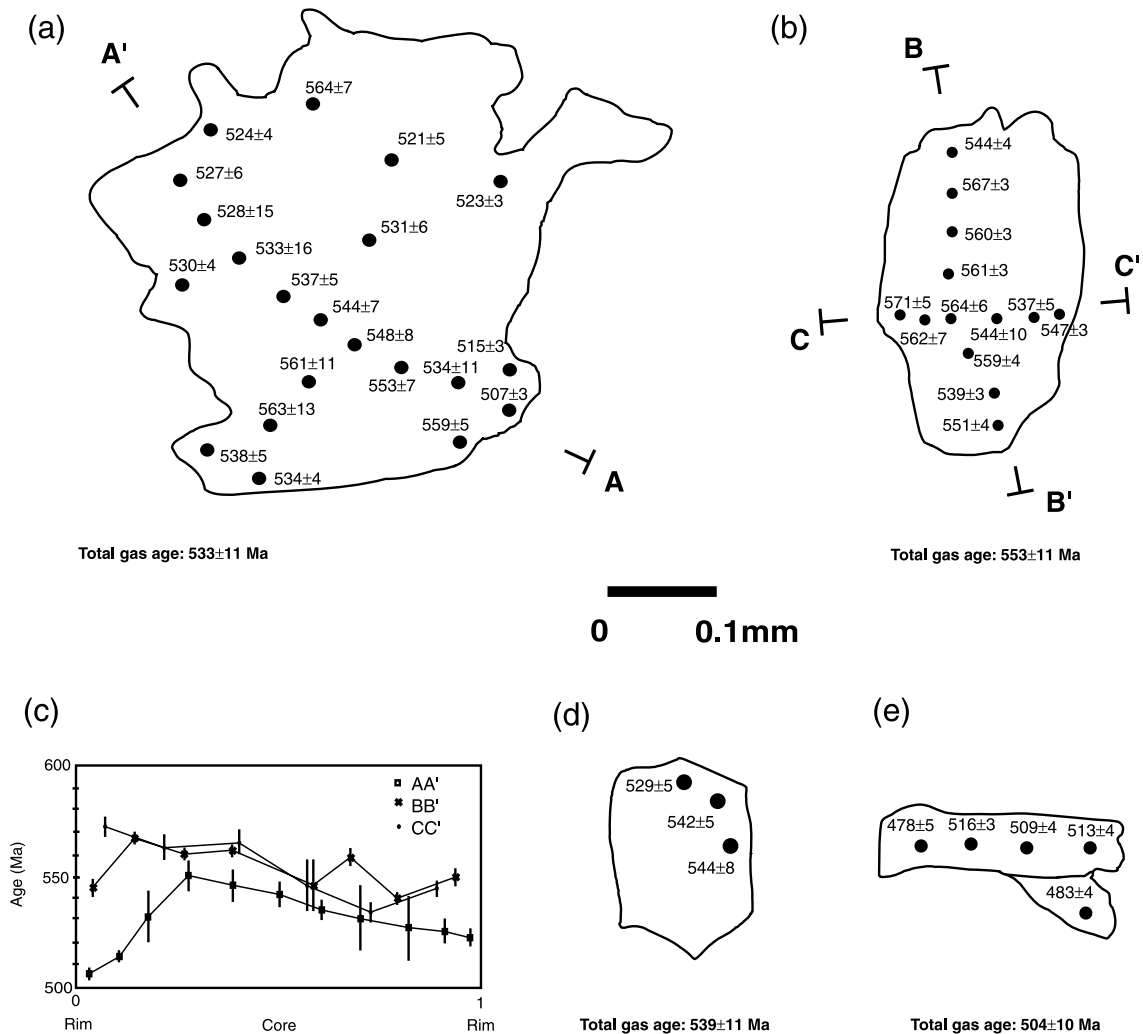 (a)
A'
564±7
524±4
521±5
527±6
523±3
528±15
531±6
533±16
530±4
537±5
544±7
548±8
515±3
561±11
534±11
553±7
507±3
563±13
559±5
538±5
534±4
A
Total gas age: 533±11 Ma
(b)
B
544±4
567±3
560±3
561±3
C'
571±5
564±6
537±5
C
562±7
544±10
547±3
559±4
539±3
551±4
B'
Total gas age: 553±11 Ma
0 0.1mm
(c)
600
AA'
BB'
CC'
Age (Ma)
550
500
0 1
Rim Core Rim
(d)
529±5
542±5
544±8
Total gas age: 539±11 Ma
(e)
478±5 516±3 509±4 513±4
483±4
Total gas age: 504±10 Ma